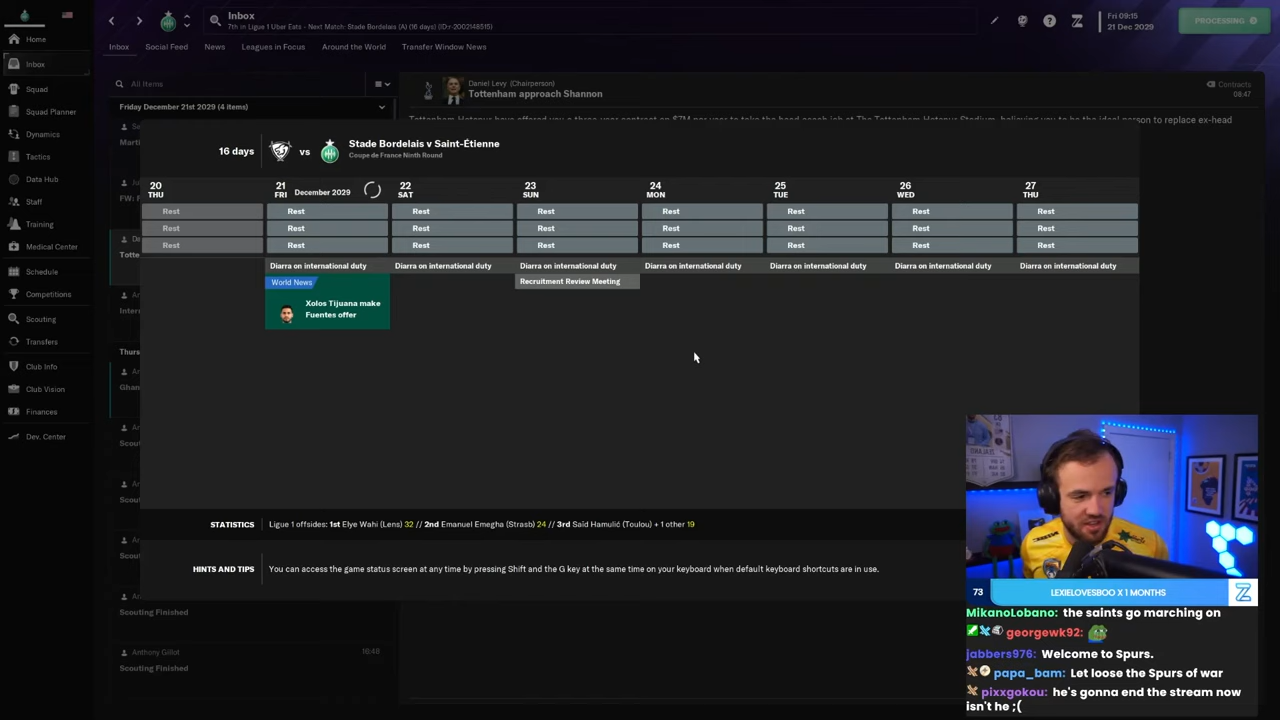 Inbox
7th in Ligue 1 Uber Eats - Next Match: Stade Bordelais (A) (16 days) (ID:r-2002148515)
Fri 09:15
21 Dec 2029
PROCESSING
Home
Inbox
Squad
Squad Planner
Dynamics
Tactics
Data Hub
Staff
Training
Medical Center
Schedule
Competitions
Scouting
Transfers
Club Info
Club Vision
Finances
Dev. Center
Inbox Social Feed News Leagues in Focus Around the World Transfer Window News
All Items
Friday December 21st 2029 (4 items)
Daniel Levy (Chairperson)
Tottenham approach Shannon
Contracts
08:47
Tottenham Hotspur have offered you a three-year contract on $7M per year to take the head coach job at The Tottenham Hotspur Stadium, believing you to be the ideal person to replace ex-head
16 days
vs
Stade Bordelais v Saint-Étienne
Coupe de France Ninth Round
20 THU
21 FRI December 2029
22 SAT
23 SUN
24 MON
25 TUE
26 WED
27 THU
Rest Rest Rest Rest Rest Rest Rest Rest
Rest Rest Rest Rest Rest Rest Rest Rest
Rest Rest Rest Rest Rest Rest Rest Rest
Diarra on international duty Diarra on international duty Diarra on international duty Diarra on international duty Diarra on international duty Diarra on international duty Diarra on international duty
World News
Xolos Tijuana make
Fuentes offer
Recruitment Review Meeting
STATISTICS Ligue 1 offsides: 1st Elye Wahi (Lens) 32 // 2nd Emanuel Emegha (Strasb) 24 // 3rd Saïd Hamulić (Toulou) + 1 other 19
HINTS AND TIPS You can access the game status screen at any time by pressing Shift and the G key at the same time on your keyboard when default keyboard shortcuts are in use.
Scouting Finished
Anthony Gillot 16:48
Scouting Finished
73 LEXIELOVESBOO X 1 MONTHS
MikanoLobano: the saints go marching on
georgewk92:
jabbers976: Welcome to Spurs.
papa_bam: Let loose the Spurs of war
pixxgokou: he's gonna end the stream now
isn't he ;(